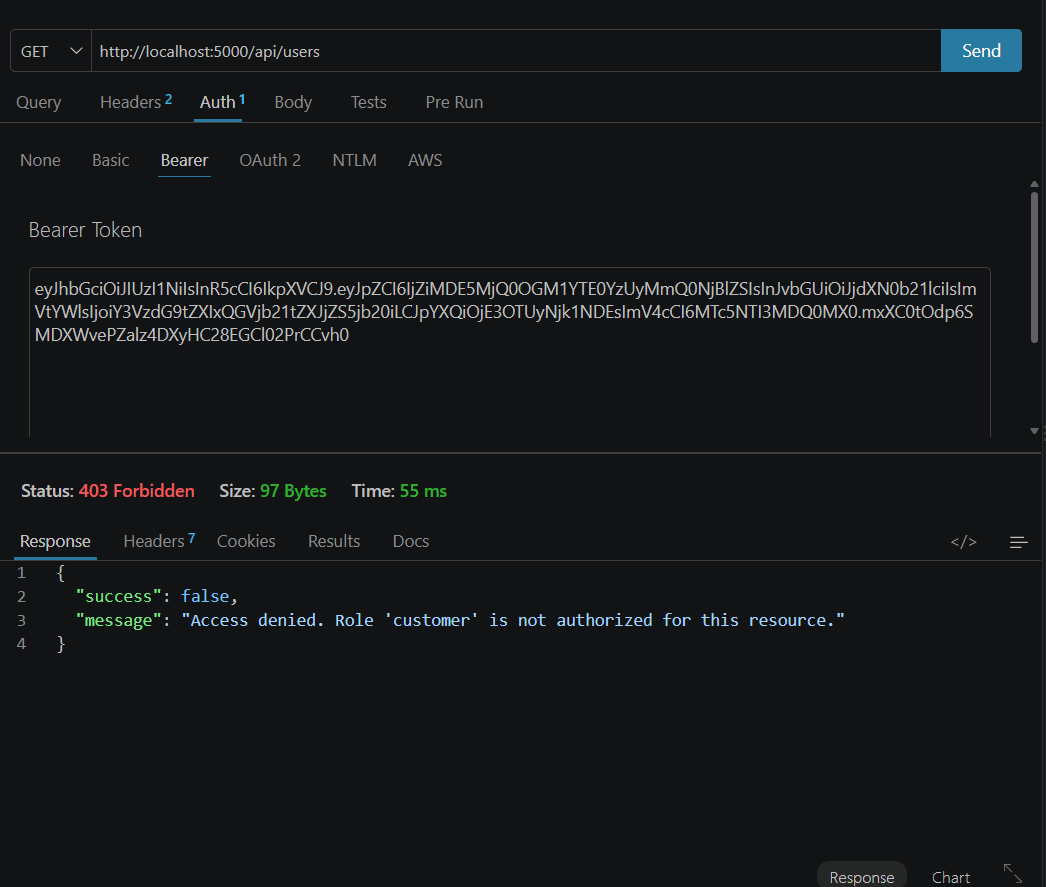 GET http://localhost:5000/api/users Send
Query Headers 2 Auth 1 Body Tests Pre Run
None Basic Bearer OAuth 2 NTLM AWS
Bearer Token
eyJhbGciOiJIUzI1NiIsInR5cCI6IkpXVCJ9.eyJpZCI6IjZiMDE5MjQ0OGM1YTE0YzUyMmQ0NjBlZSIsInJvbGUiOiJjdXN0b21lciIsIm
VtYWlsIjoiY3VzdG9tZXIxQGVjb21tZXJjZS5jb20iLCJpYXQiOjE3OTUyNjk1NDEsImV4cCI6MTc5NTI3MDQ0MX0.mxXC0tOdp6S
MDXWvePZalz4DXyHC28EGCl02PrCCvh0
Status: 403 Forbidden Size: 97 Bytes Time: 55 ms
Response Headers 7 Cookies Results Docs </>
1 {
2 "success": false,
3 "message": "Access denied. Role 'customer' is not authorized for this resource."
4 }
Response Chart